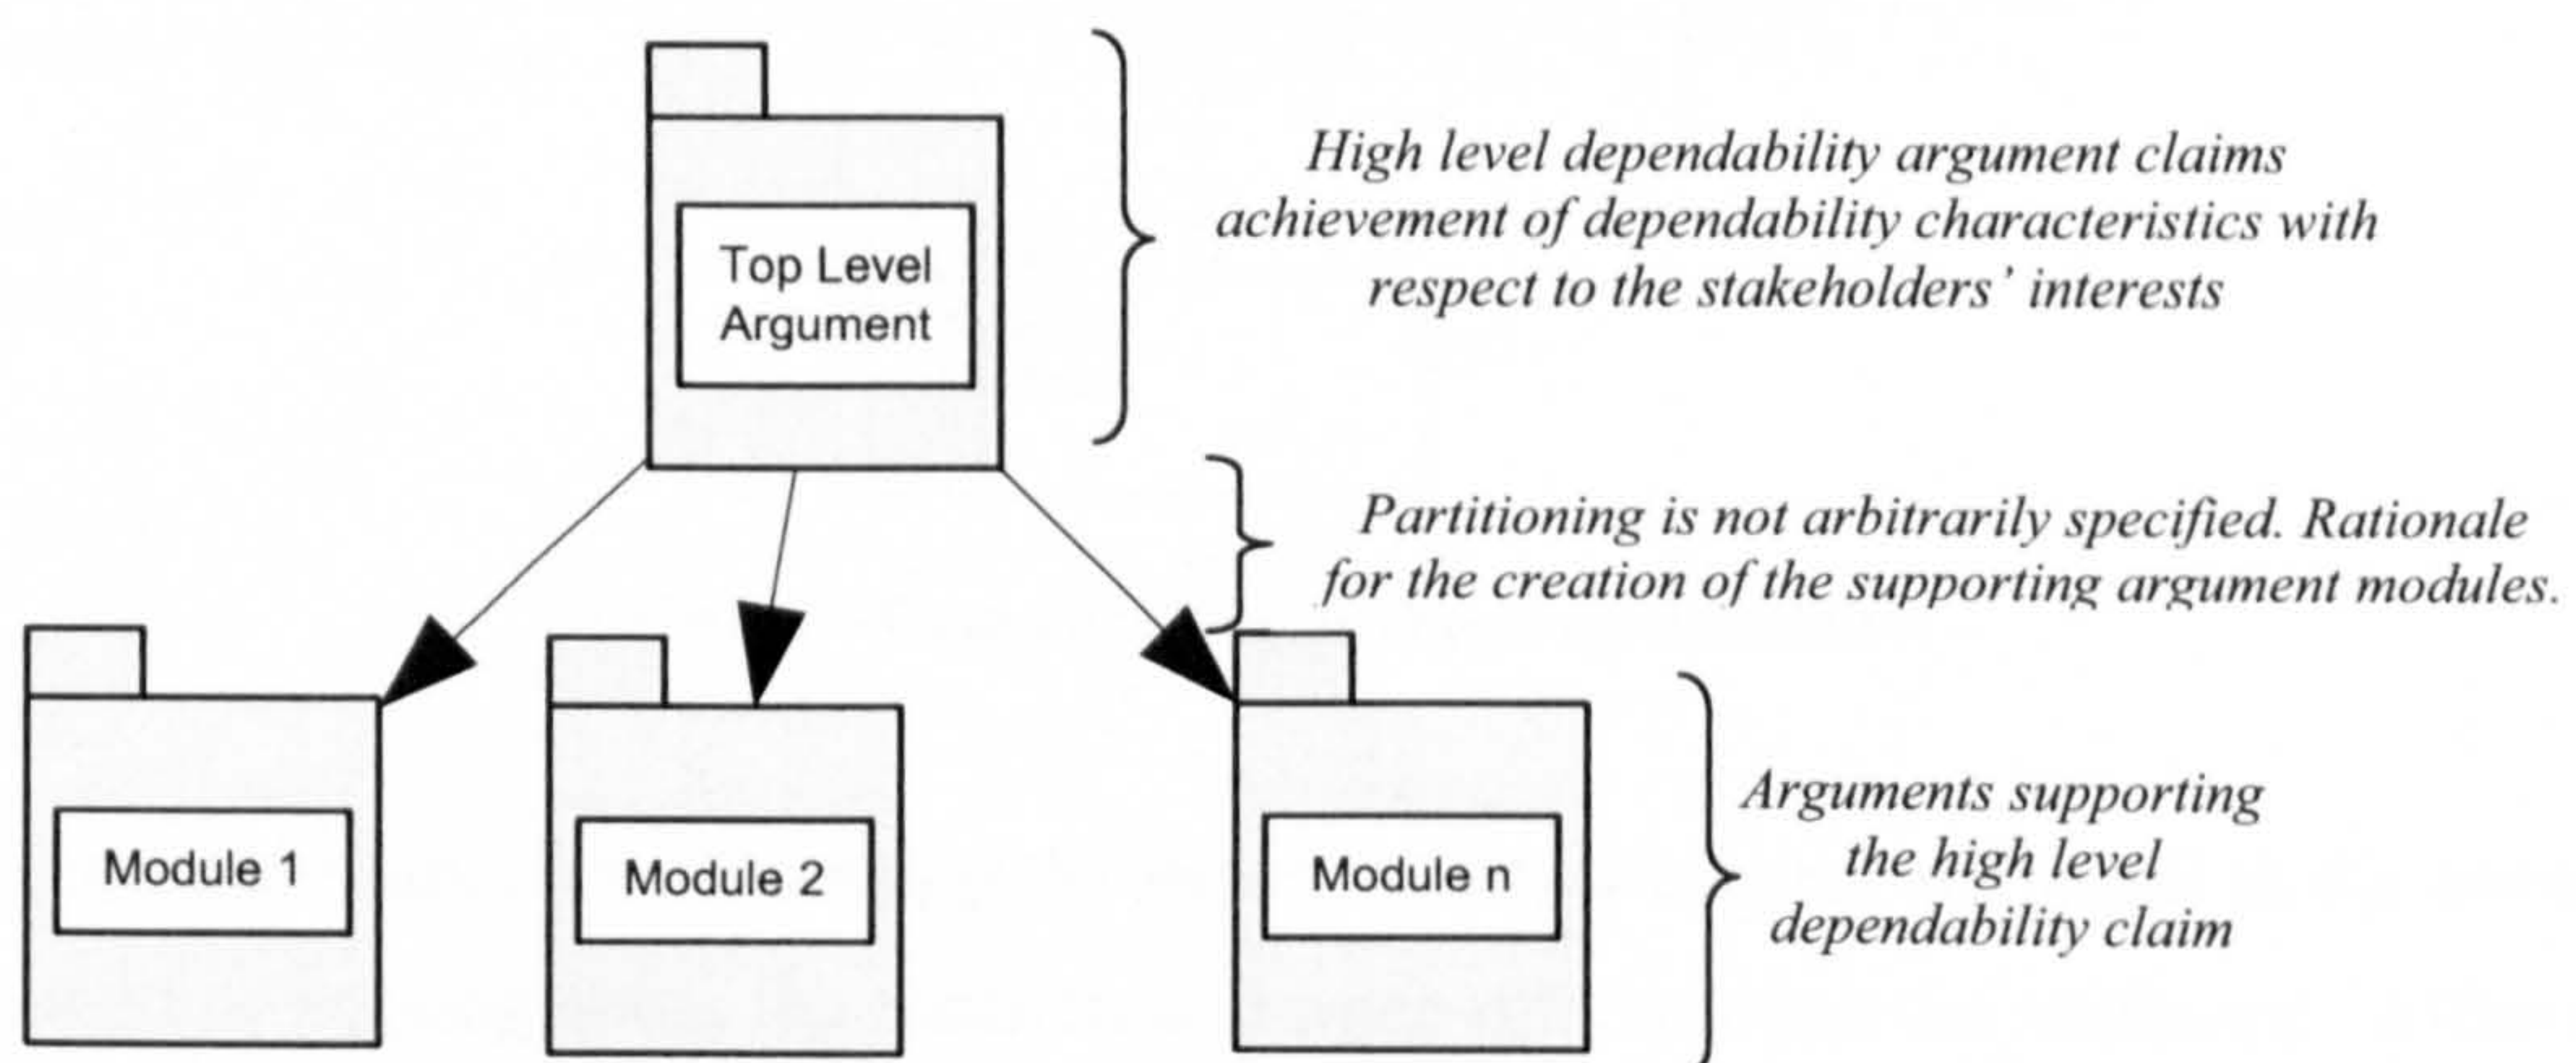 Top Level
Argument
High level dependability argument claims
achievement of dependability characteristics with
respect to the stakeholders' interests
Partitioning is not arbitrarily specified. Rationale
for the creation of the supporting argument modules.
Module 1
Module 2
Module n
Arguments supporting
the high level
dependability claim